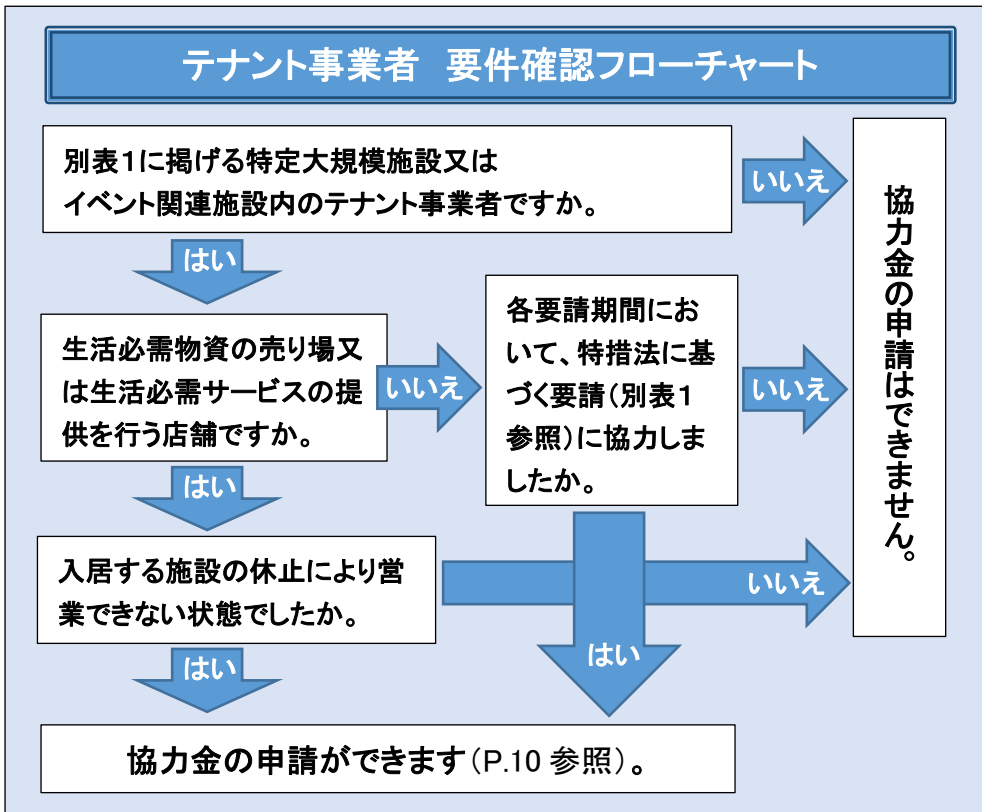 テナント事業者　要件確認フローチャート
別表１に掲げる特定大規模施設又は
イベント関連施設内のテナント事業者ですか。
いいえ
はい
生活必需物資の売り場又
は生活必需サービスの提
供を行う店舗ですか。
いいえ
各要請期間にお
いて、特措法に基
づく要請（別表１
参照）に協力しま
したか。
いいえ
はい
入居する施設の休止により営
業できない状態でしたか。
いいえ
はい
はい
協力金の申請はできません。
協力金の申請ができます（P.10 参照）。